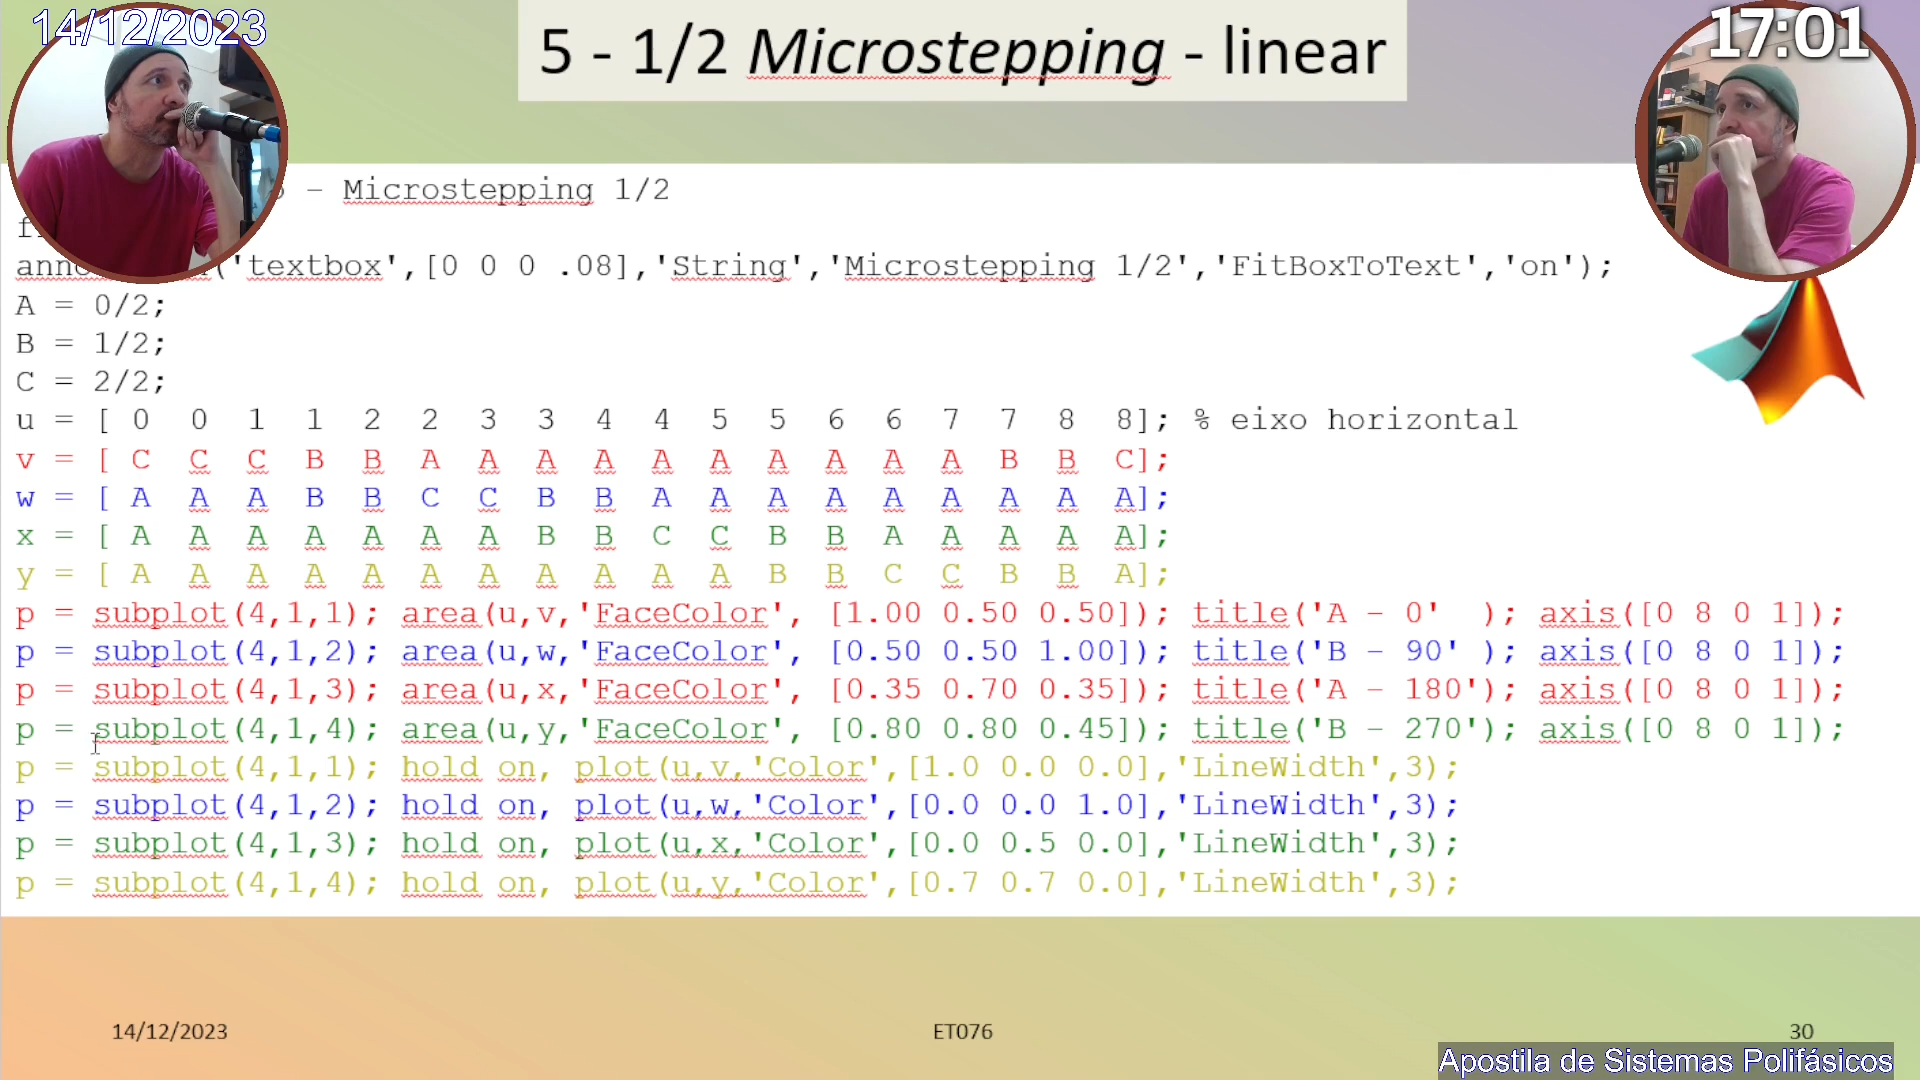 14/12/2023
17:01
5 - 1/2 Microstepping - linear
– Microstepping 1/2
('textbox',[0 0 0 .08],'String','Microstepping 1/2','FitBoxToText','on');
A = 0/2;
B = 1/2;
C = 2/2;
u = [ 0 0 1 1 2 2 3 3 4 4 5 5 6 6 7 7 8 8]; % eixo horizontal
v = [ C C C B B A A A A A A A A A A B B C];
w = [ A A A B B C C B B A A A A A A A A A];
x = [ A A A A A A A B B C C B B A A A A A];
y = [ A A A A A A A A A A A B B C C B B A];
p = subplot(4,1,1); area(u,v,'FaceColor', [1.00 0.50 0.50]); title('A – 0' ); axis([0 8 0 1]);
p = subplot(4,1,2); area(u,w,'FaceColor', [0.50 0.50 1.00]); title('B – 90' ); axis([0 8 0 1]);
p = subplot(4,1,3); area(u,x,'FaceColor', [0.35 0.70 0.35]); title('A – 180'); axis([0 8 0 1]);
p = subplot(4,1,4); area(u,y,'FaceColor', [0.80 0.80 0.45]); title('B – 270'); axis([0 8 0 1]);
p = subplot(4,1,1); hold on, plot(u,v,'Color',[1.0 0.0 0.0],'LineWidth',3);
p = subplot(4,1,2); hold on, plot(u,w,'Color',[0.0 0.0 1.0],'LineWidth',3);
p = subplot(4,1,3); hold on, plot(u,x,'Color',[0.0 0.5 0.0],'LineWidth',3);
p = subplot(4,1,4); hold on, plot(u,y,'Color',[0.7 0.7 0.0],'LineWidth',3);
14/12/2023
ET076
30
Apostila de Sistemas Polifásicos